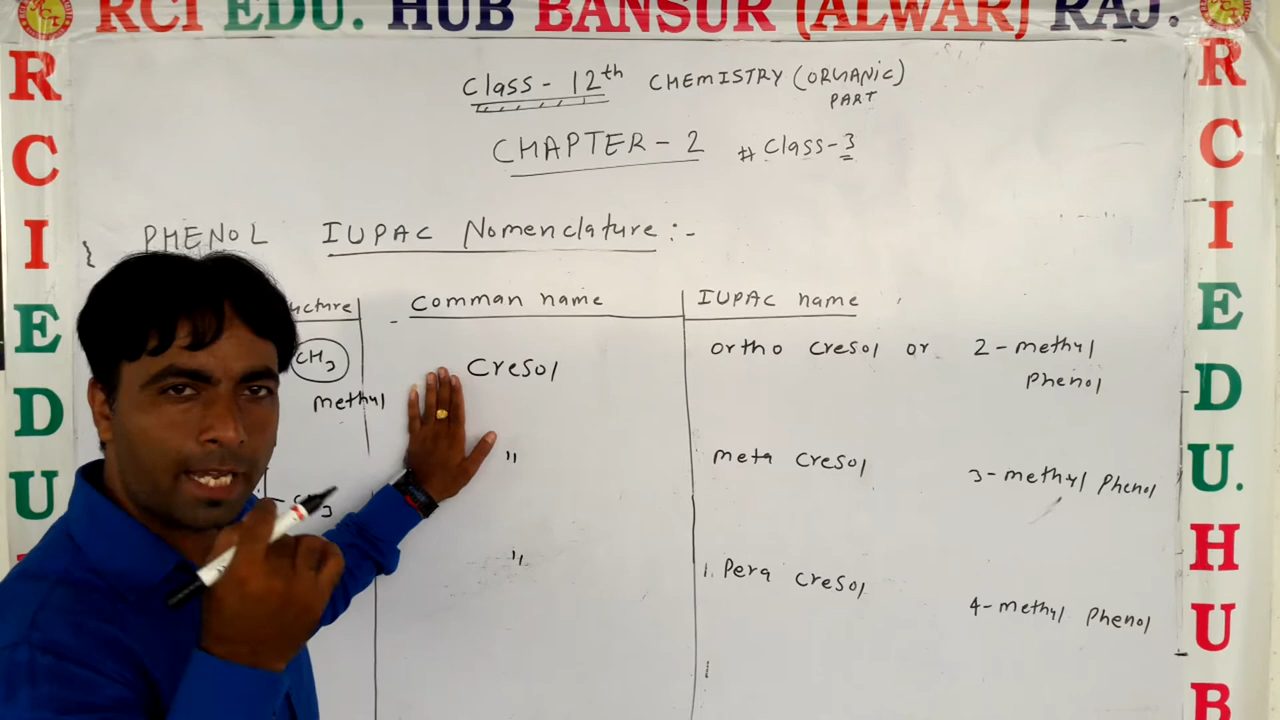 RCI EDU. HUB BANSUR (ALWAR) RAJ.
R
C
I
E
D
U
Class - 12th CHEMISTRY (ORGANIC)
PART
CHAPTER - 2 # Class - 3
PHENOL IUPAC Nomenclature :-
ucture Comman name IUPAC name
CH3 Cresol ortho cresol or 2-methyl
Phenol
methyl
" meta cresol 3-methyl Phenol
3
" Pera cresol
4-methyl Phenol
R
C
I
E
D
U.
H
U
B